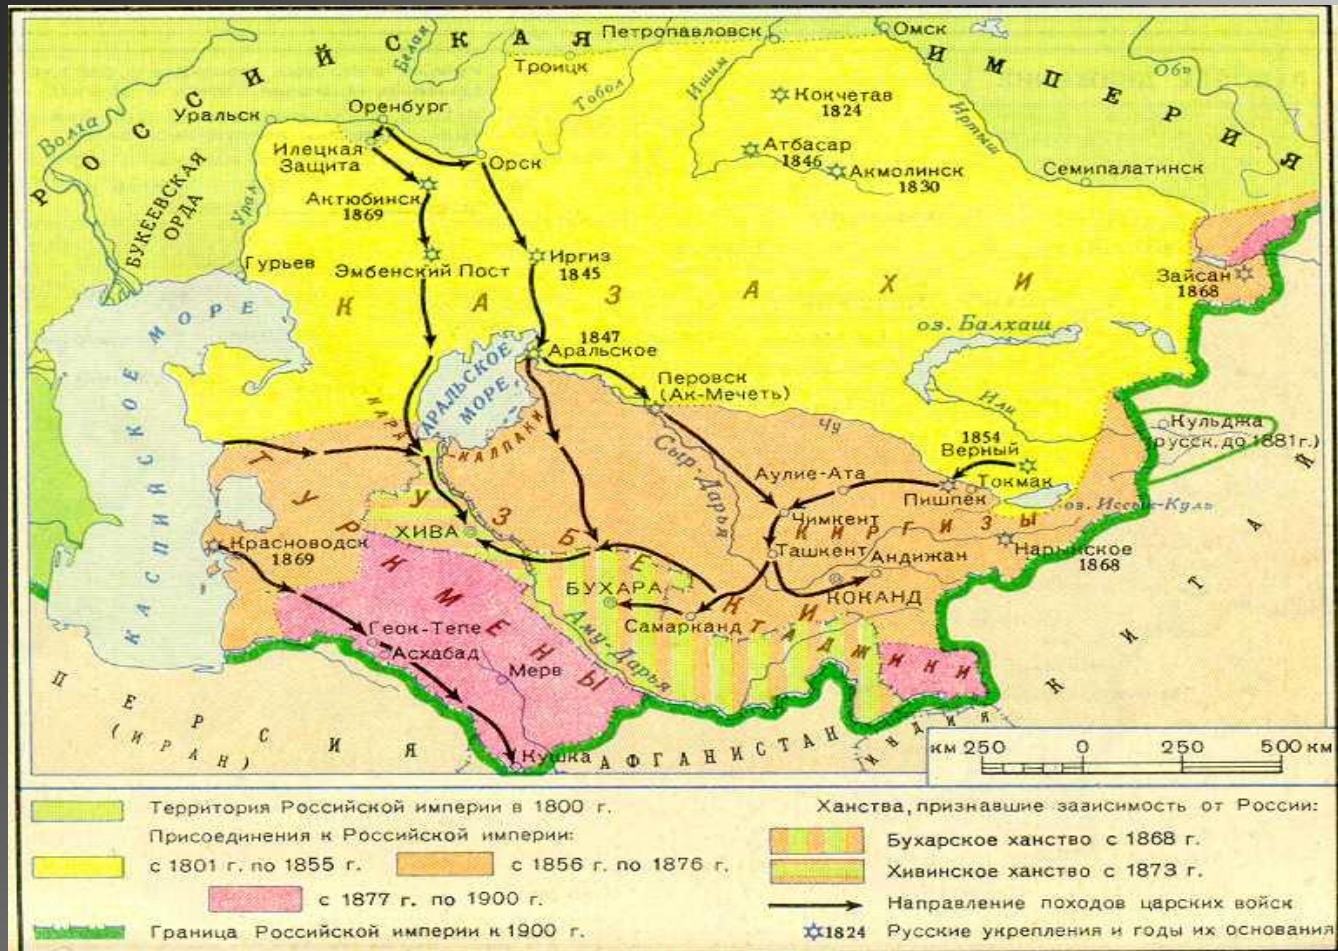 РОССИЙСКАЯ ИМПЕРИЯ
Петропавловск
Омск
Троицк
Белая
Тобол
Ишим
Обь
Иртыш
Волга
Уральск
Оренбург
Илецкая
Защита
Орск
Кокчетав
1824
Атбасар
1846
Акмолинск
1830
Семипалатинск
БУКЕЕВСКАЯ
ОРДА
Урал
Актюбинск
1869
Гурьев
Эмбенский Пост
Иргиз
1845
Зайсан
1868
КАЗАХИ
оз. Балхаш
КАСПИЙСКОЕ МОРЕ
1847
Аральское
АРАЛЬСКОЕ
МОРЕ
Перовск
(Ак-Мечеть)
Или
Чу
КАРА-КАЛПАКИ
Сыр-Дарья
1854
Верный
Кульджа
(русск. до 1881г.)
Аулие-Ата
Токмак
Пишпек
оз. Иссык-Куль
Чимкент
КИРГИЗЫ
ТУРКМЕНЫ
УЗБЕКИ
ХИВА
Красноводск
1869
Ташкент
Андижан
Нарынское
1868
БУХАРА
КОКАНД
Самарканд
ТАДЖИКИ
Аму-Дарья
Геок-Тепе
Асхабад
Мерв
Кушка
ПЕРСИЯ
(ИРАН)
АФГАНИСТАН
ИНДИЯ
КИТАЙ
км 250 0 250 500 км
Территория Российской империи в 1800 г.
Присоединения к Российской империи:
с 1801 г. по 1855 г.
с 1856 г. по 1876 г.
с 1877 г. по 1900 г.
Граница Российской империи к 1900 г.
Ханства, признавшие зависимость от России:
Бухарское ханство с 1868 г.
Хивинское ханство с 1873 г.
Направление походов царских войск
1824 Русские укрепления и годы их основания